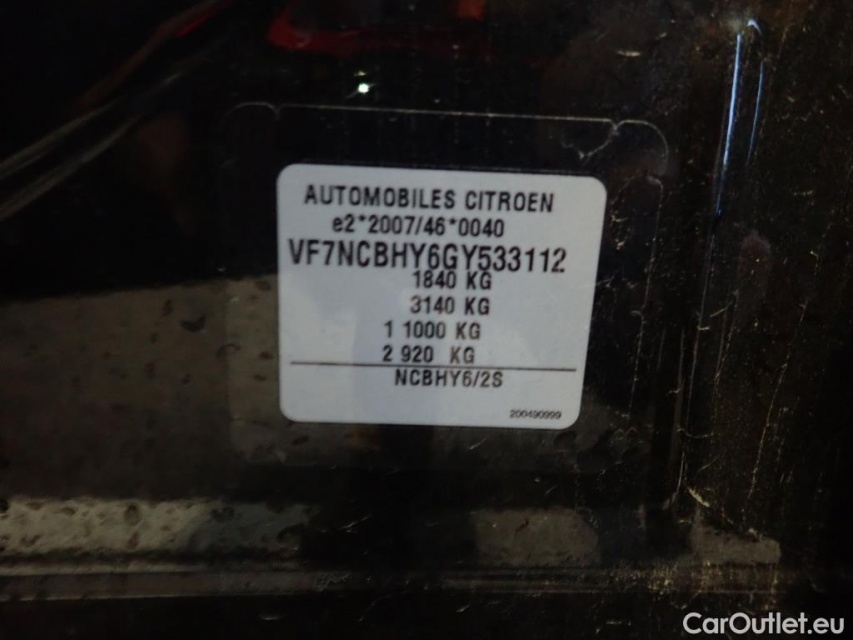 AUTOMOBILES CITROEN
e2*2007/46*0040
VF7NCBHY6GY533112
1840 KG
3140 KG
1 1000 KG
2 920 KG
NCBHY6/2S
200490999
CarOutlet.eu